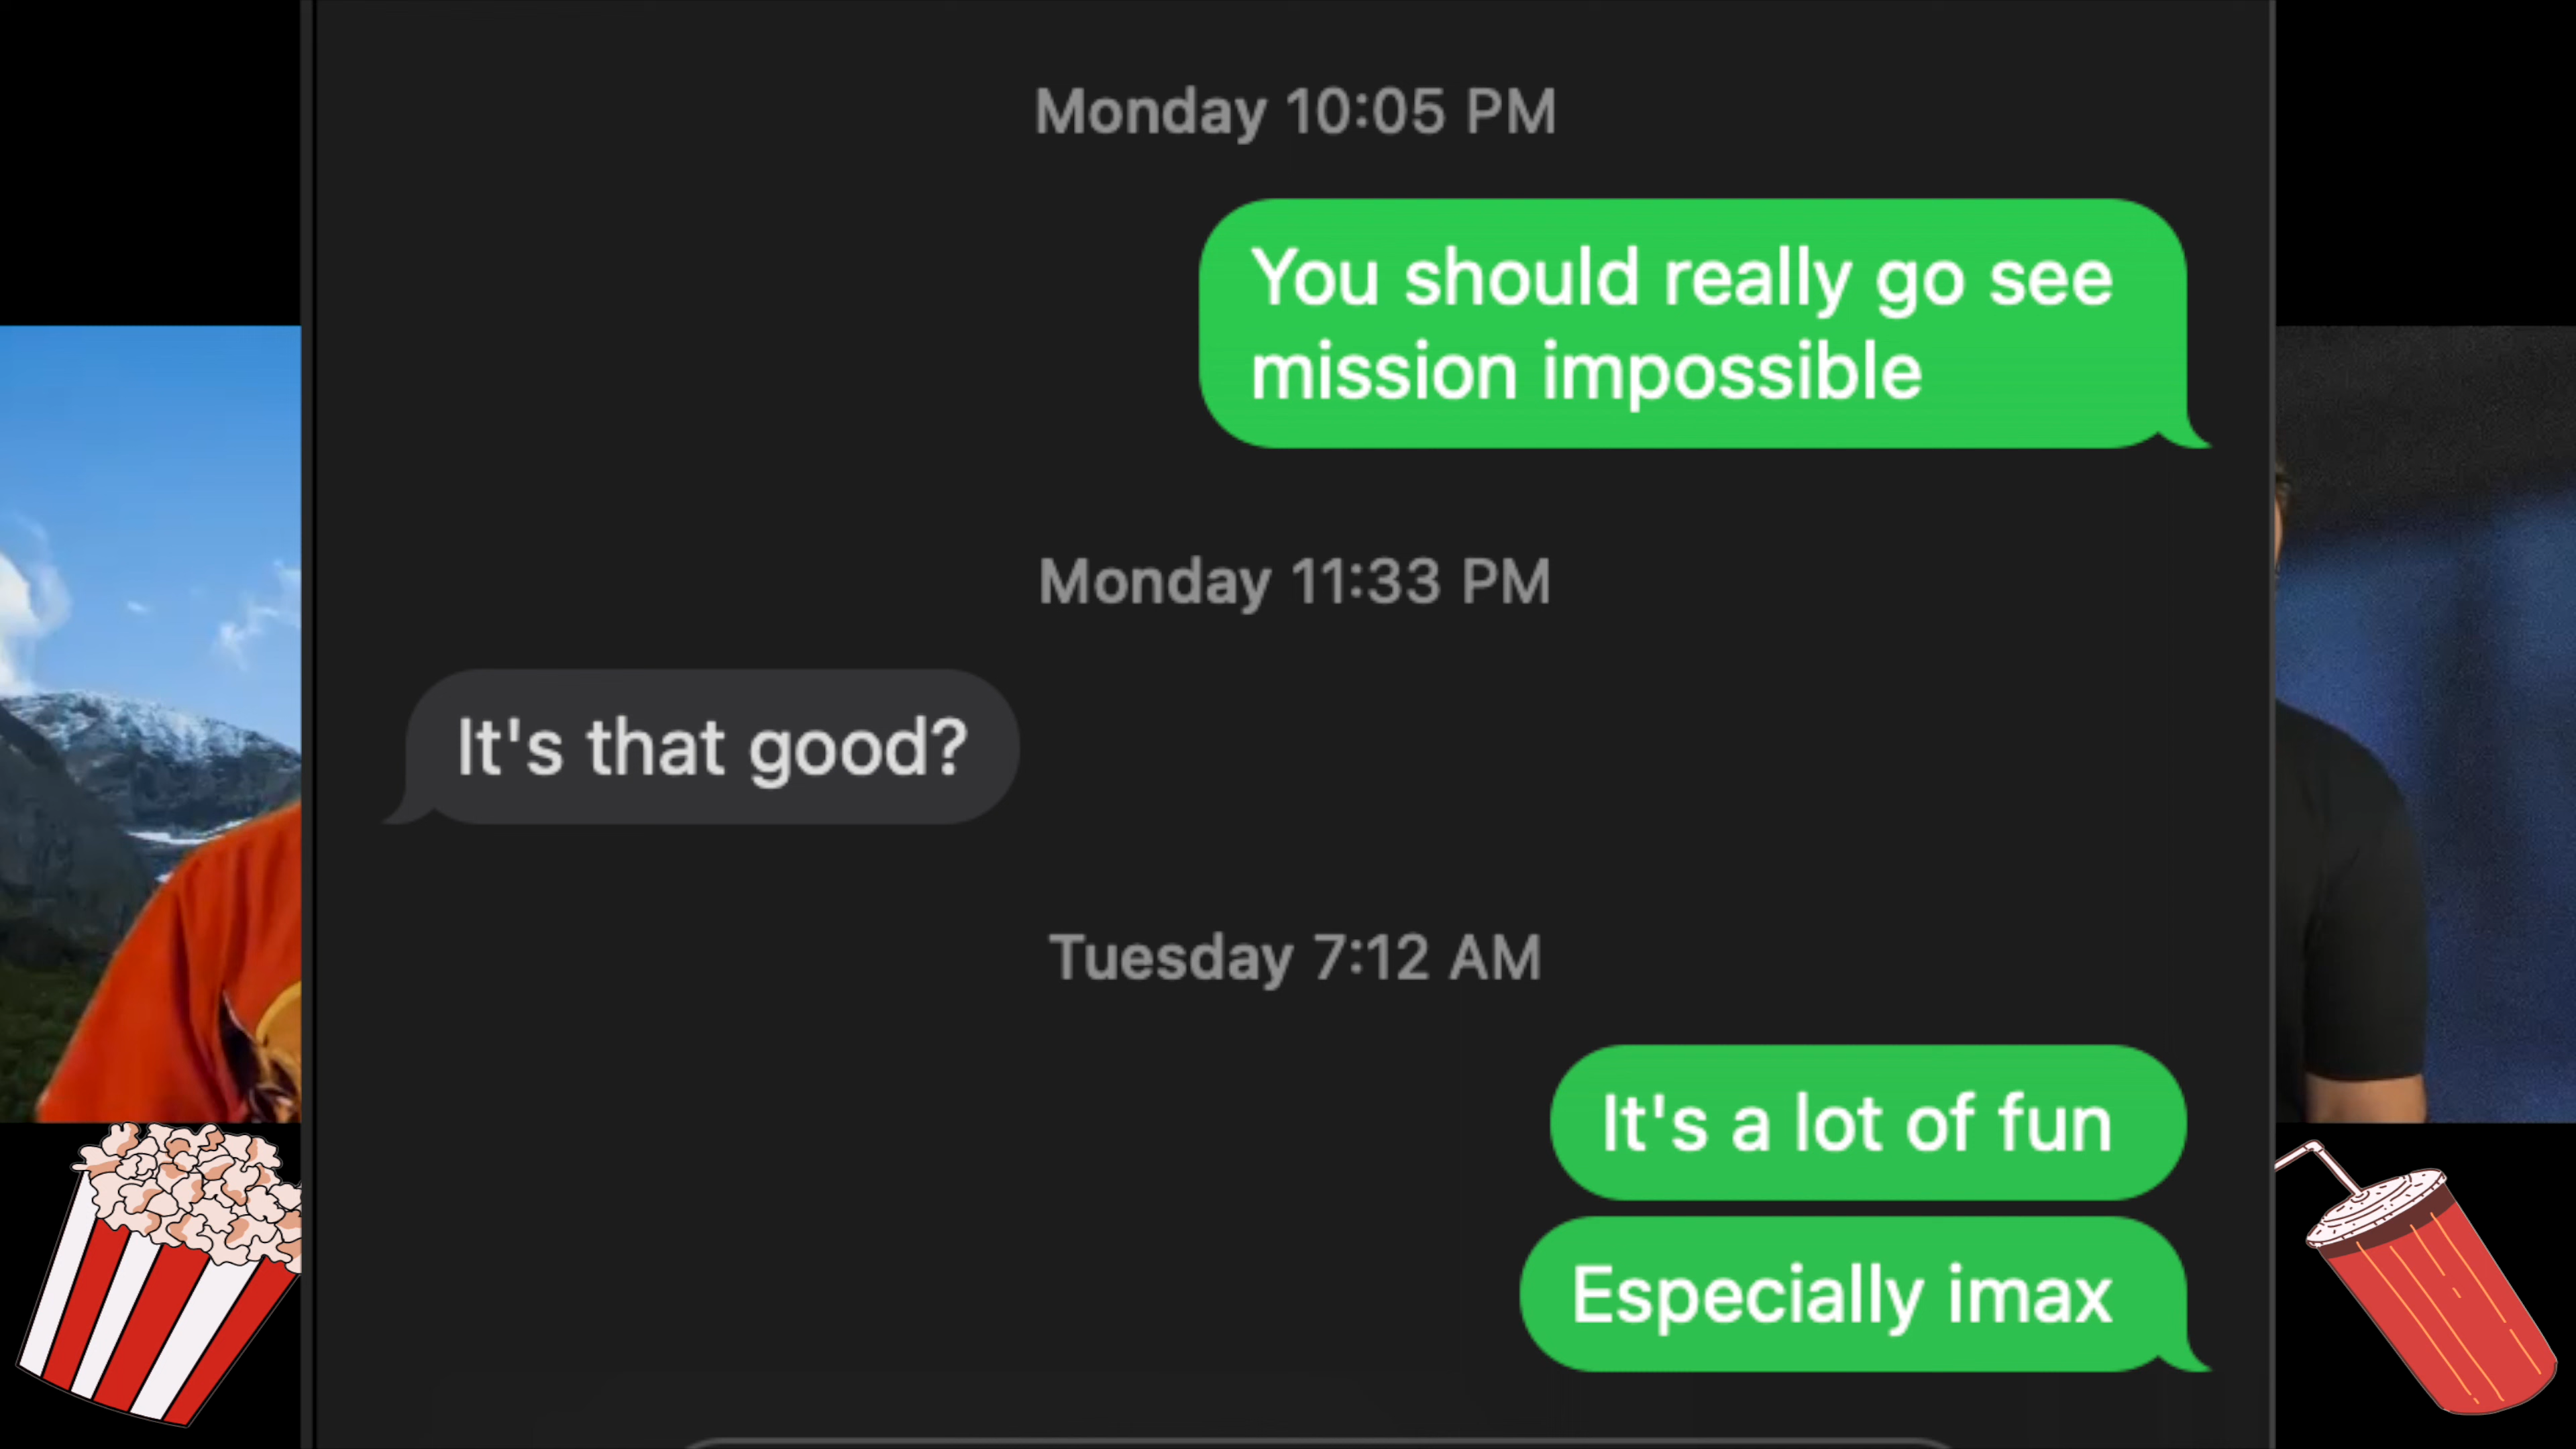 Monday 10:05 PM
You should really go see
mission impossible
Monday 11:33 PM
It's that good?
Tuesday 7:12 AM
It's a lot of fun
Especially imax